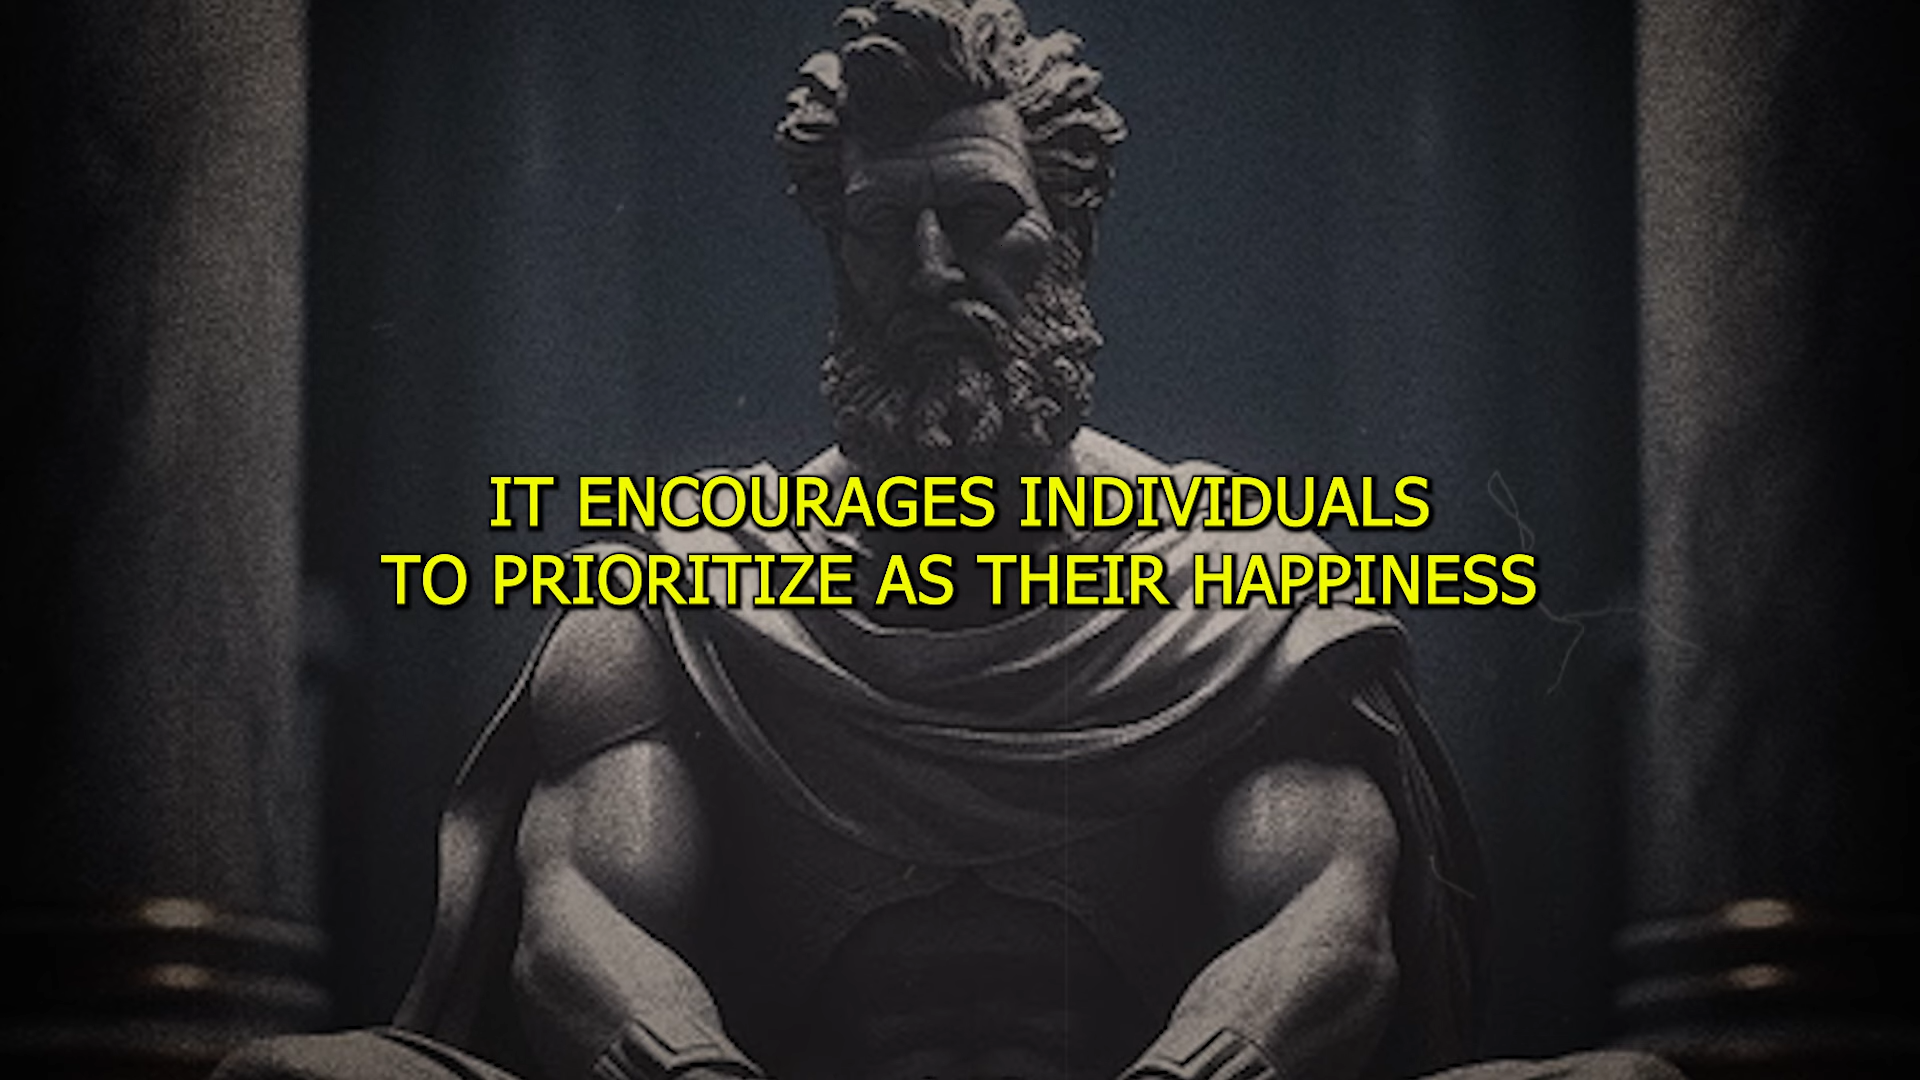 IT ENCOURAGES INDIVIDUALS
TO PRIORITIZE AS THEIR HAPPINESS